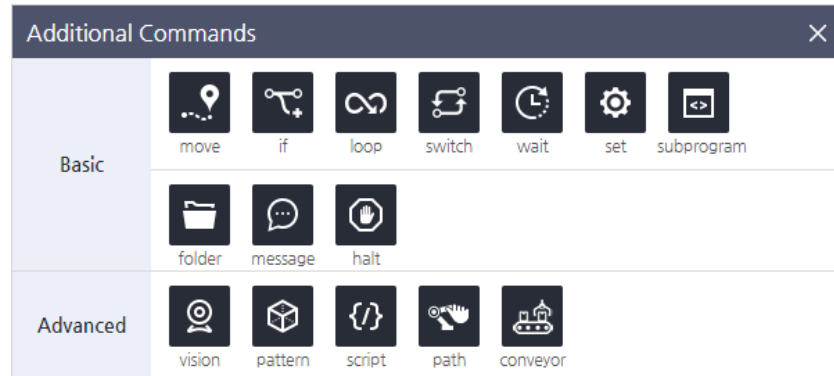 Additional Commands
Basic
move if loop switch wait set subprogram
folder message halt
Advanced
vision pattern script path conveyor